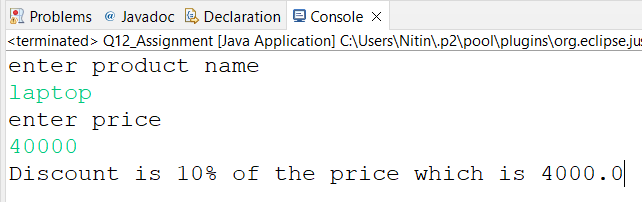 Problems @ Javadoc Declaration Console
<terminated> Q12_Assignment [Java Application] C:\Users\Nitin\.p2\pool\plugins\org.eclipse.jus
enter product name
laptop
enter price
40000
Discount is 10% of the price which is 4000.0